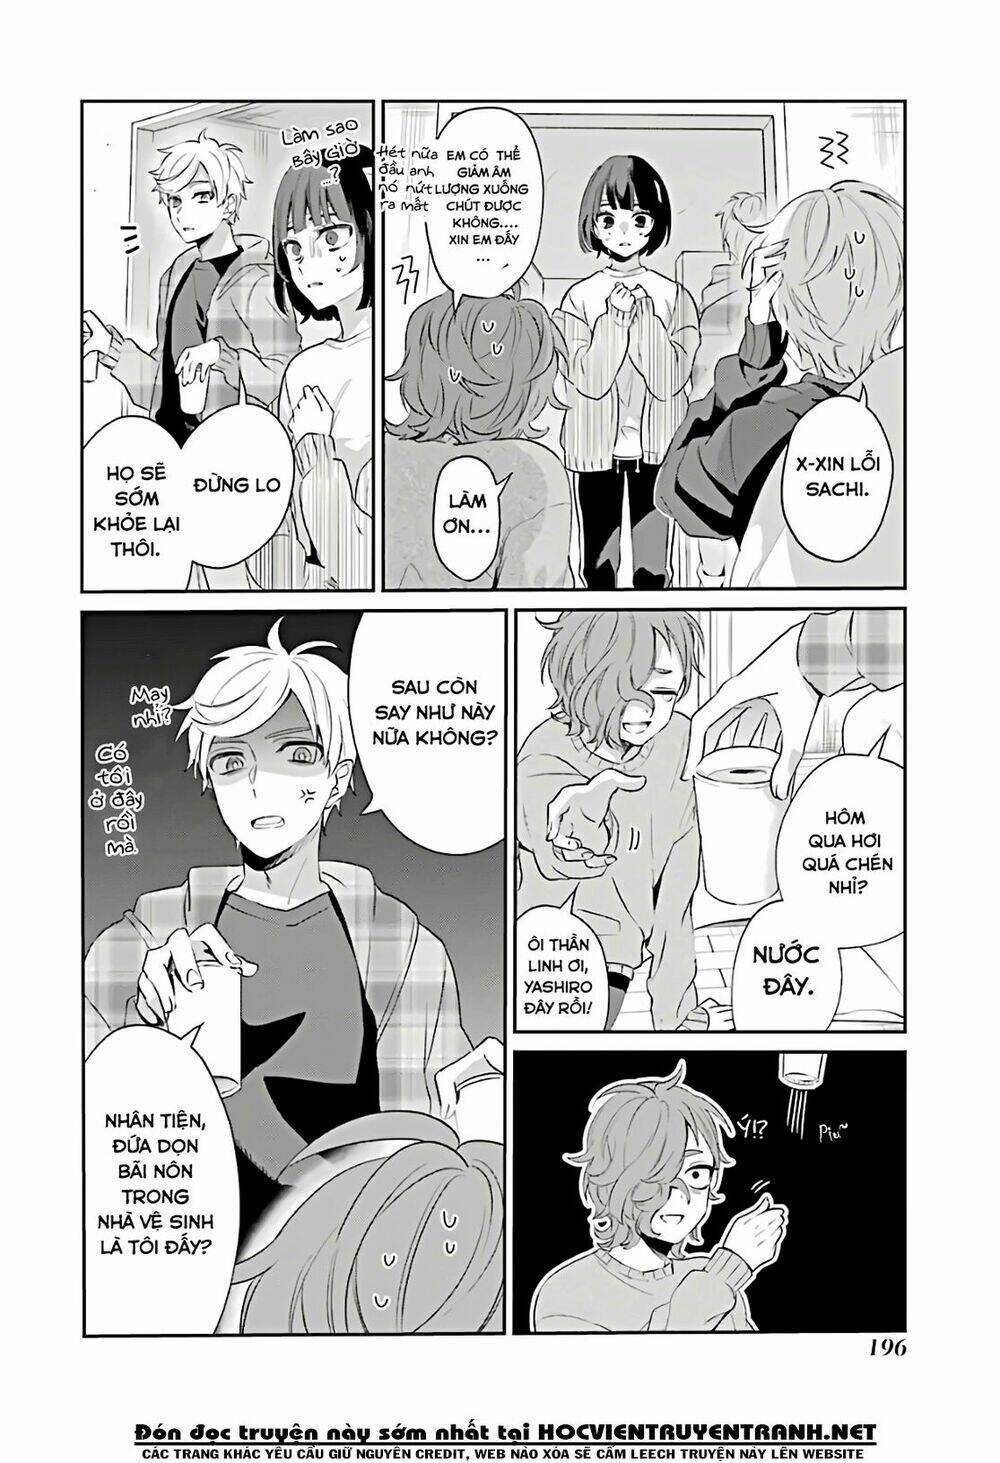 X-XIN LỖI
SACHI.
EM CÓ THỂ
GIẢM ÂM
LƯỢNG XUỐNG
CHÚT ĐƯỢC
KHÔNG....
XIN EM ĐẤY
...
Hét nữa
đầu anh
nó nứt
ra mất
LÀM
ƠN...
Làm sao
Bây Giờ
...?
ĐỪNG LO
HỌ SẼ
SỚM
KHỎE LẠI
THÔI.
HÔM
QUA HƠI
QUÁ CHÉN
NHỈ?
NƯỚC
ĐÂY.
ÔI THẦN
LINH ƠI,
YASHIRO
ĐÂY RỒI!
Ý!?
Piu~
SAU CÒN
SAY NHƯ NÀY
NỮA KHÔNG?
May
nhỉ?
Có
tôi
ở đây
rồi
mà.
NHÂN TIỆN,
ĐỨA DỌN
BÃI NÔN
TRONG
NHÀ VỆ SINH
LÀ TÔI ĐẤY?
196
Đón đọc truyện này sớm nhất tại HOCVIENTRUYENTRANH.NET
CÁC TRANG KHÁC YÊU CẦU GIỮ NGUYÊN CREDIT, WEB NÀO XÓA SẼ CẤM LEECH TRUYỆN NÀY LÊN WEBSITE